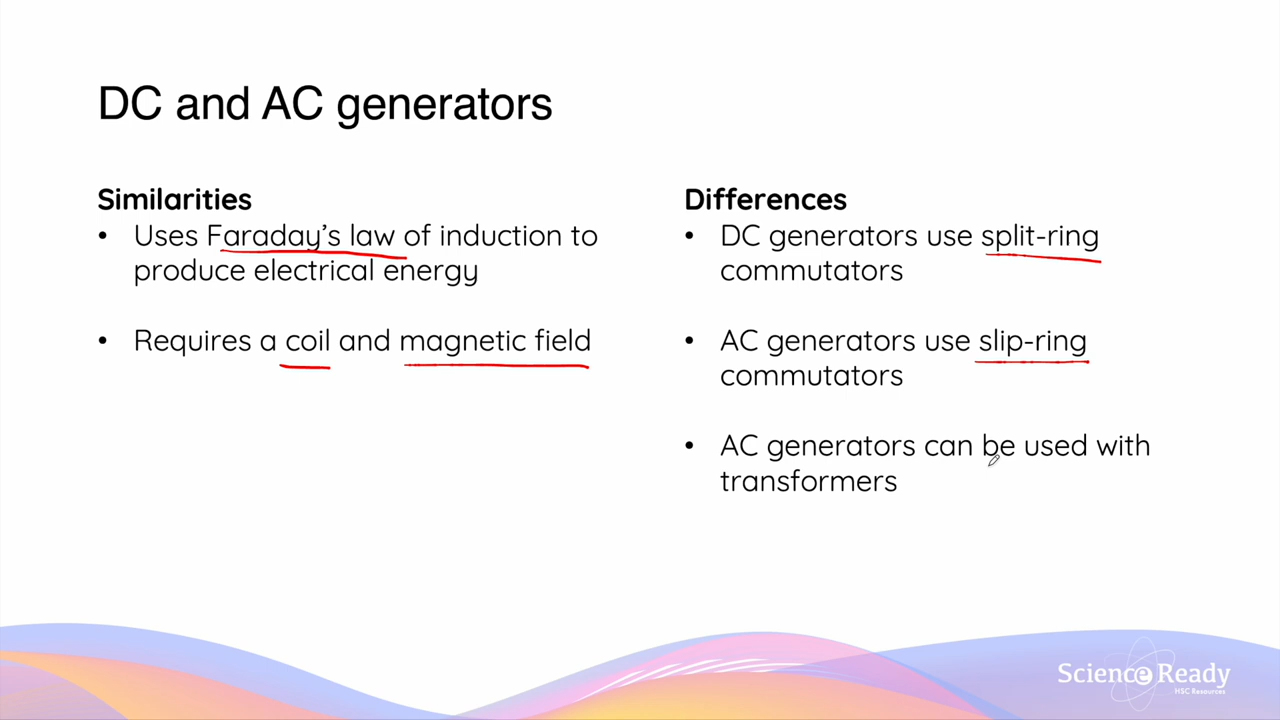 DC and AC generators
Similarities
• Uses Faraday’s law of induction to
produce electrical energy
• Requires a coil and magnetic field
Differences
• DC generators use split-ring
commutators
• AC generators use slip-ring
commutators
• AC generators can be used with
transformers
Science Ready
HSC Resources